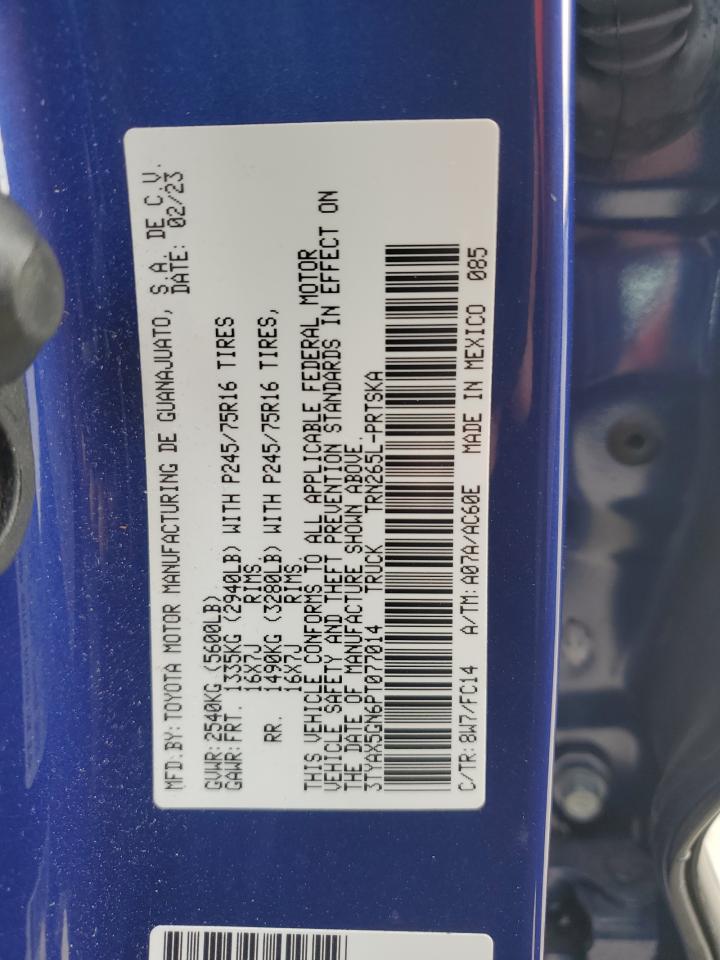 MFD.BY:TOYOTA MOTOR MANUFACTURING DE GUANAJUATO, S.A. DE C.V.
DATE: 02/23
GVWR:2540KG (5600LB)
GAWR:FRT. 1335KG (2940LB) WITH P245/75R16 TIRES
16X7J RIMS
RR. 1490KG (3280LB) WITH P245/75R16 TIRES,
16X7J RIMS
THIS VEHICLE CONFORMS TO ALL APPLICABLE FEDERAL MOTOR
VEHICLE SAFETY AND THEFT PREVENTION STANDARDS IN EFFECT ON
THE DATE OF MANUFACTURE SHOWN ABOVE.
3TYAX5GN6PT077014 TRUCK TRN265L-PRTSKA
C/TR:8W7/FC14 A/TM:A07A/AC60E MADE IN MEXICO 085